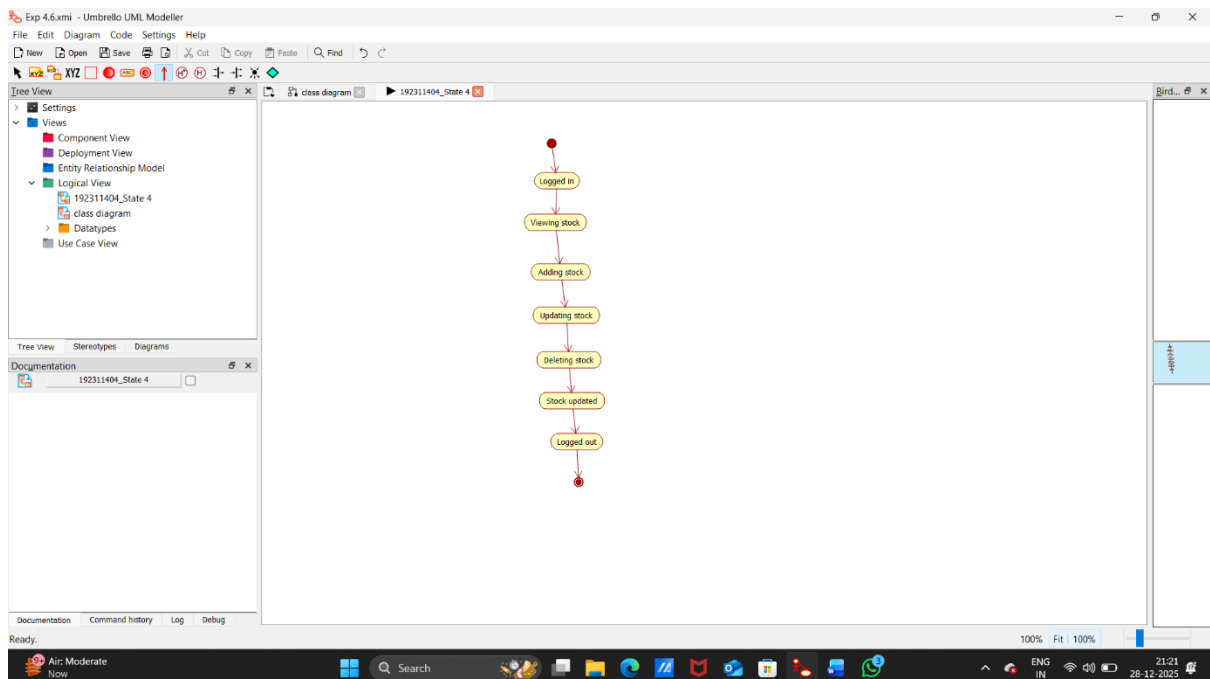 Exp 4.6.xmi - Umbrello UML Modeller
File Edit Diagram Code Settings Help
New Open Save Cut Copy Paste Find
XYZ XYZ ABC H* H
Tree View
class diagram 192311404_State 4
Bird...
Settings
Views
Component View
Deployment View
Entity Relationship Model
Logical View
192311404_State 4
class diagram
Datatypes
Use Case View
Tree View Stereotypes Diagrams
Documentation
192311404_State 4
Logged in
Viewing stock
Adding stock
Updating stock
Deleting stock
Stock updated
Logged out
Documentation Command history Log Debug
Ready.
100% Fit 100%
9+ Air: Moderate
Now
Search
3
ENG
IN
21:21
28-12-2025